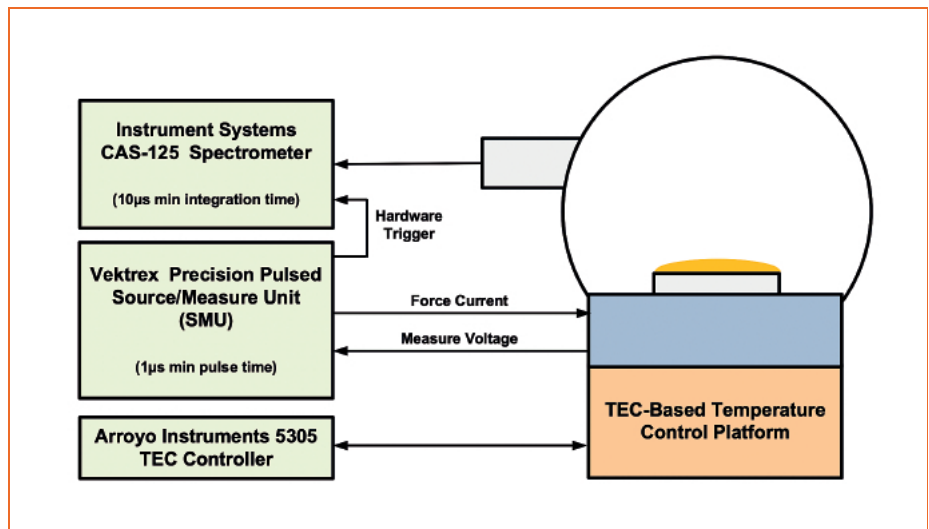 Instrument Systems
CAS-125 Spectrometer
(10µs min integration time)
Hardware
Trigger
Vektrex Precision Pulsed
Source/Measure Unit
(SMU)
(1µs min pulse time)
Force Current
Measure Voltage
TEC-Based Temperature
Control Platform
Arroyo Instruments 5305
TEC Controller